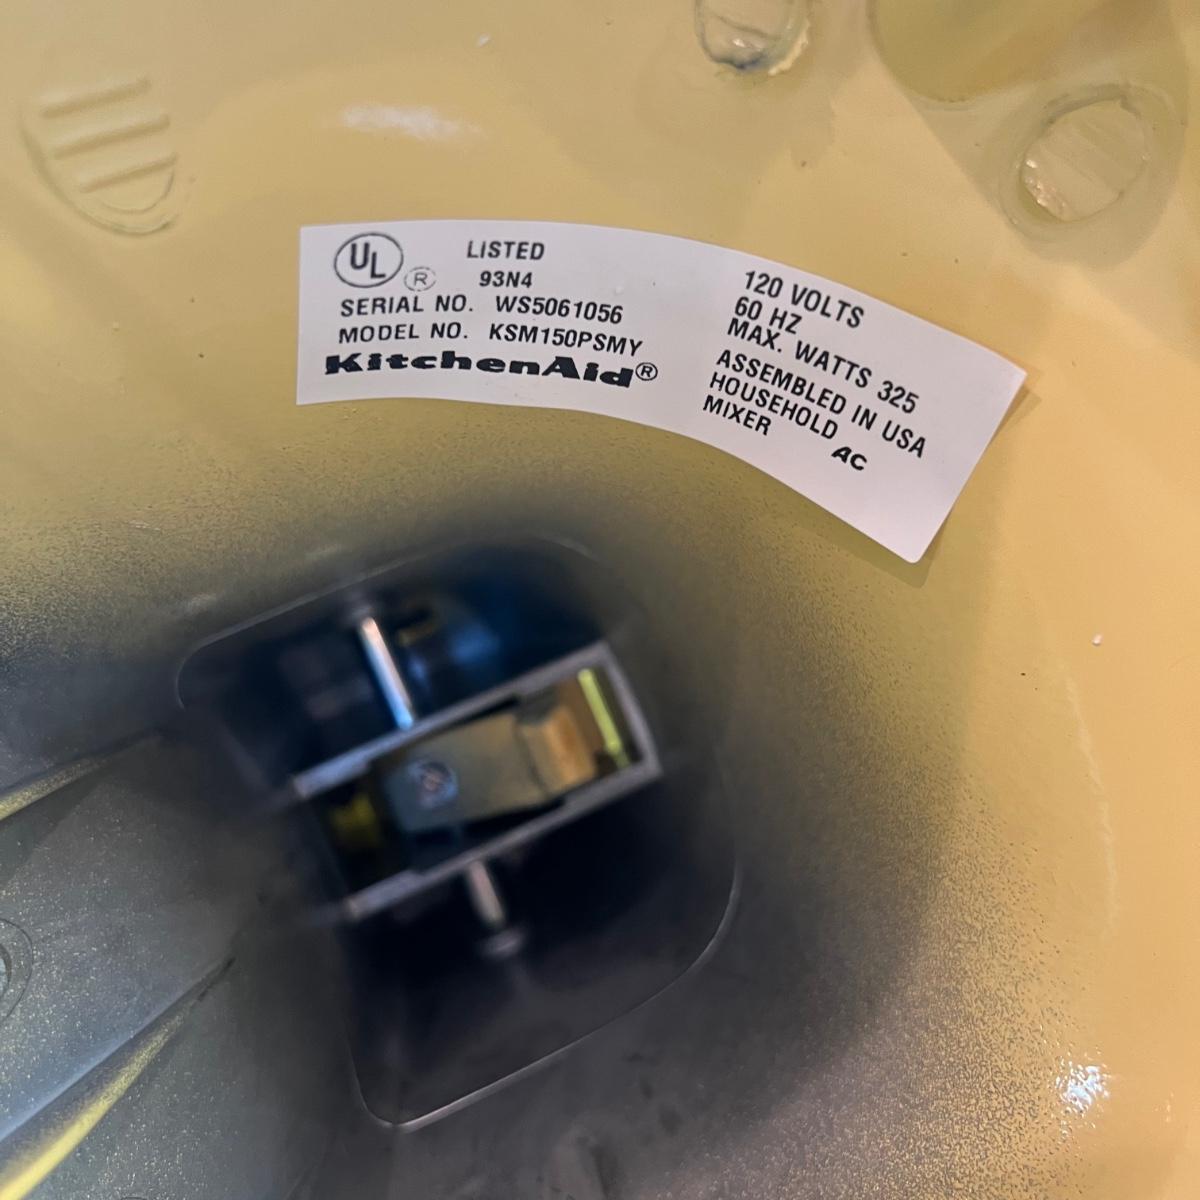 UL ® LISTED
93N4
SERIAL NO. WS5061056
MODEL NO. KSM150PSMY
KitchenAid®
120 VOLTS
60 HZ
MAX. WATTS 325
ASSEMBLED IN USA
HOUSEHOLD
MIXER
AC